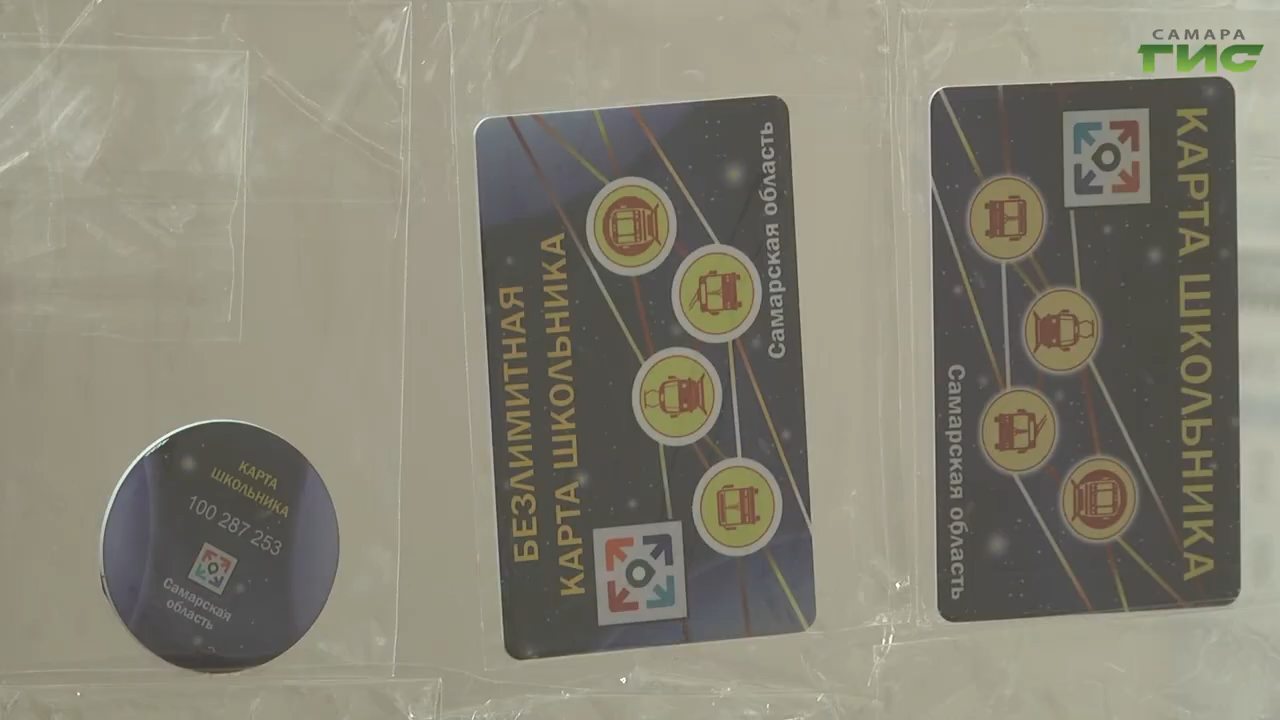 САМАРА
ГИС
КАРТА
ШКОЛЬНИКА
100 287 253
Самарская
область
БЕЗЛИМИТНАЯ
КАРТА ШКОЛЬНИКА
Самарская область
КАРТА ШКОЛЬНИКА
Самарская область